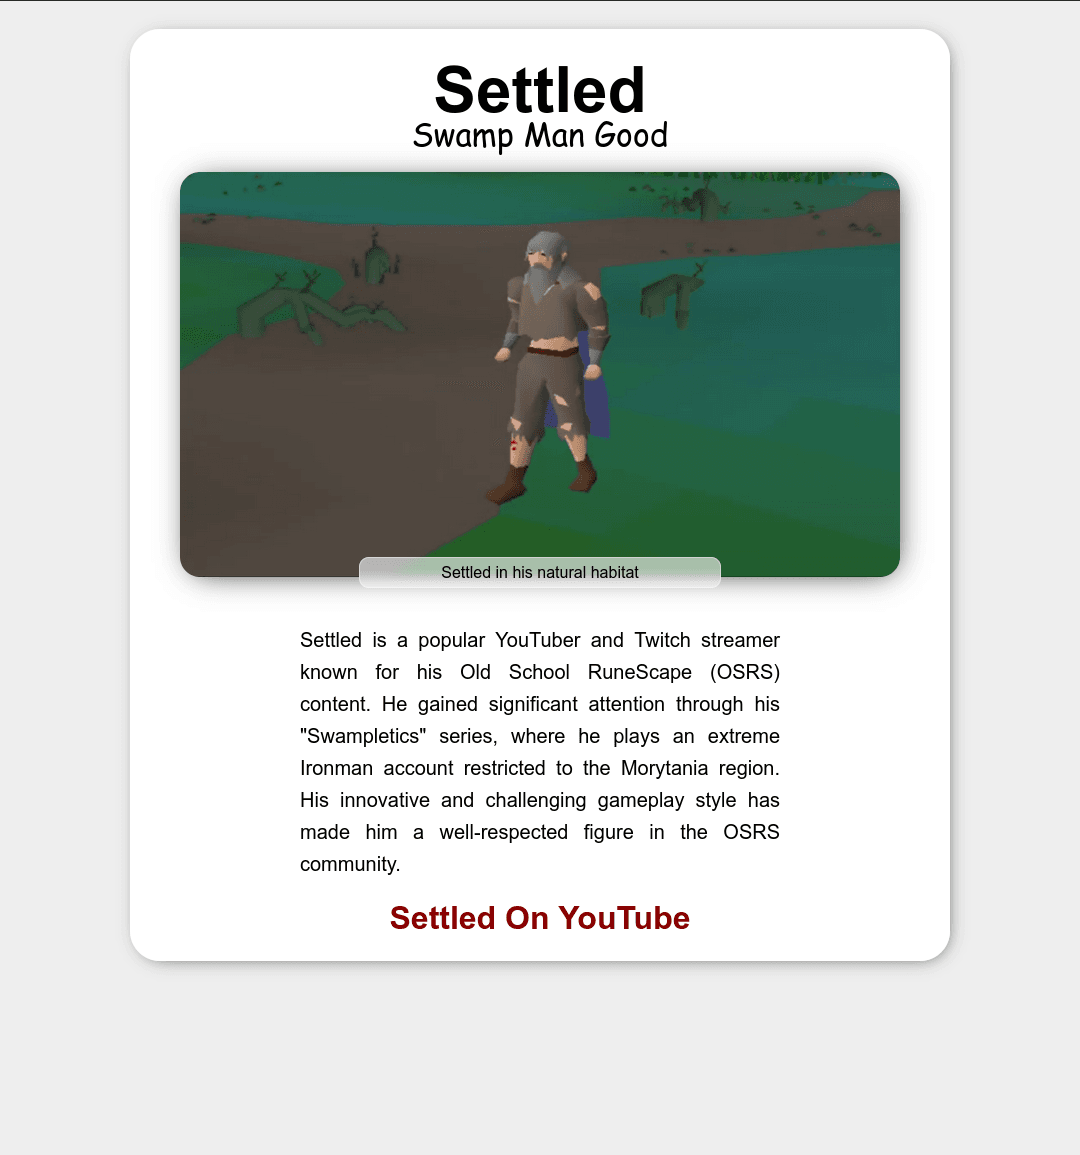 Settled
Swamp Man Good
Settled in his natural habitat
Settled is a popular YouTuber and Twitch streamer
known for his Old School RuneScape (OSRS)
content. He gained significant attention through his
"Swampletics" series, where he plays an extreme
Ironman account restricted to the Morytania region.
His innovative and challenging gameplay style has
made him a well-respected figure in the OSRS
community.
Settled On YouTube